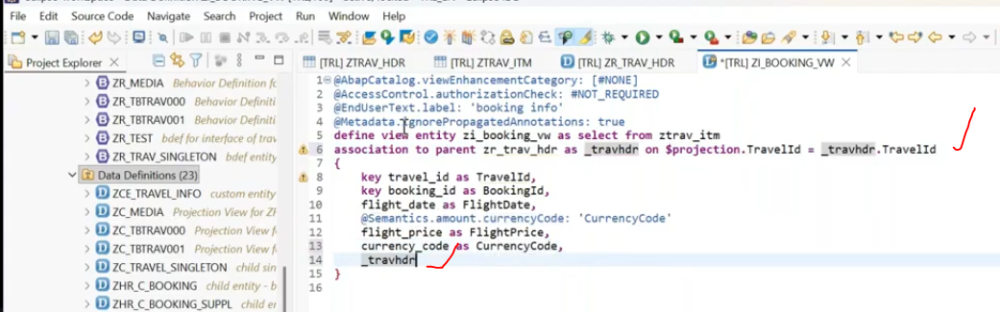 File Edit Source Code Navigate Search Project Run Window Help
Project Explorer
ZR_MEDIA Behavior Definition fo
ZR_TBTRAV000 Behavior Definition
ZR_TBTRAV001 Behavior Definition
ZR_TEST bdef for interface of trav
ZR_TRAV_SINGLETON bdef entity
Data Definitions (23)
ZCE_TRAVEL_INFO custom entity
ZC_MEDIA Projection View for ZR
ZC_TBTRAV000 Projection View fo
ZC_TBTRAV001 Projection View fo
ZC_TRAVEL_SINGLETON child sin
ZHR_C_BOOKING child entity - b
ZHR_C_BOOKING_SUPPL child er
[TRL] ZTRAV_HDR [TRL] ZTRAV_ITM [TRL] ZR_TRAV_HDR *[TRL] ZI_BOOKING_VW
1 @AbapCatalog.viewEnhancementCategory: [#NONE]
2 @AccessControl.authorizationCheck: #NOT_REQUIRED
3 @EndUserText.label: 'booking info'
4 @Metadata.ignorePropagatedAnnotations: true
5 define view entity zi_booking_vw as select from ztrav_itm
6 association to parent zr_trav_hdr as _travhdr on $projection.TravelId = _travhdr.TravelId
7 {
8 key travel_id as TravelId,
9 key booking_id as BookingId,
10 flight_date as FlightDate,
11 @Semantics.amount.currencyCode: 'CurrencyCode'
12 flight_price as FlightPrice,
13 currency_code as CurrencyCode,
14 _travhdr
15 }
16